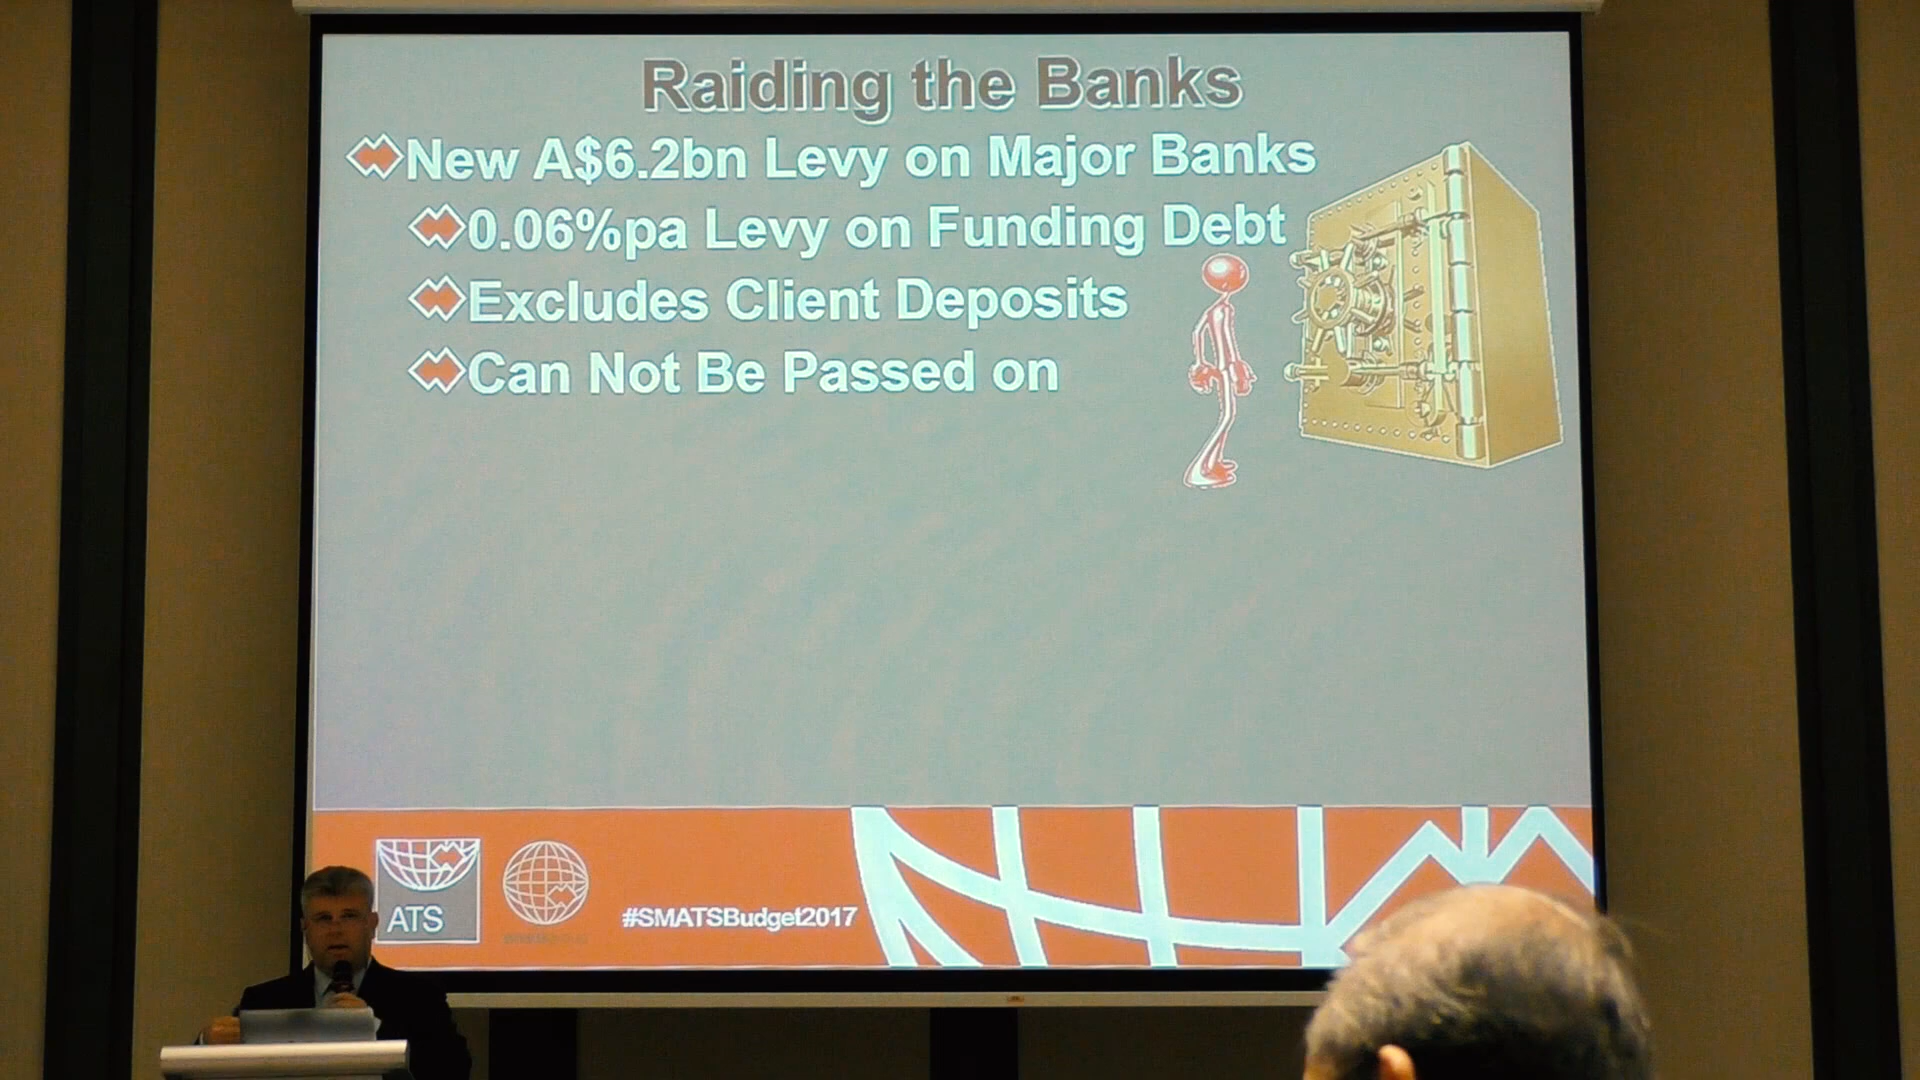 Raiding the Banks
New A$6.2bn Levy on Major Banks
0.06%pa Levy on Funding Debt
Excludes Client Deposits
Can Not Be Passed on
ATS
#SMATSBudget2017